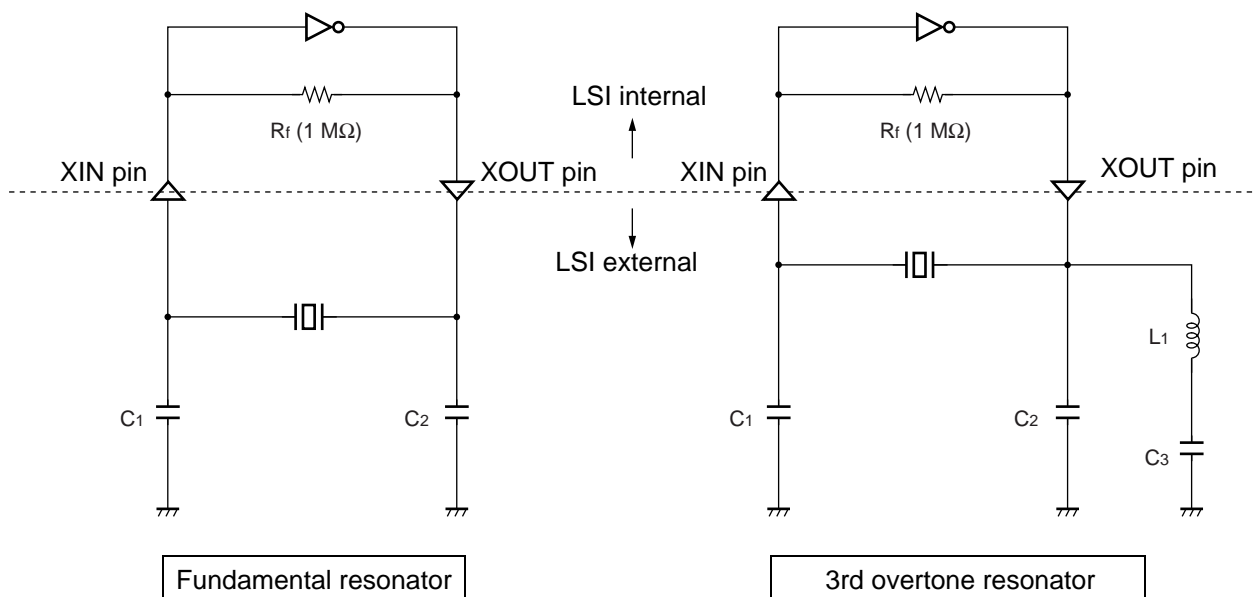 LSI internal
Rf (1 MΩ)
Rf (1 MΩ)
XIN pin
XOUT pin
XIN pin
XOUT pin
LSI external
L1
C1
C2
C1
C2
C3
Fundamental resonator
3rd overtone resonator